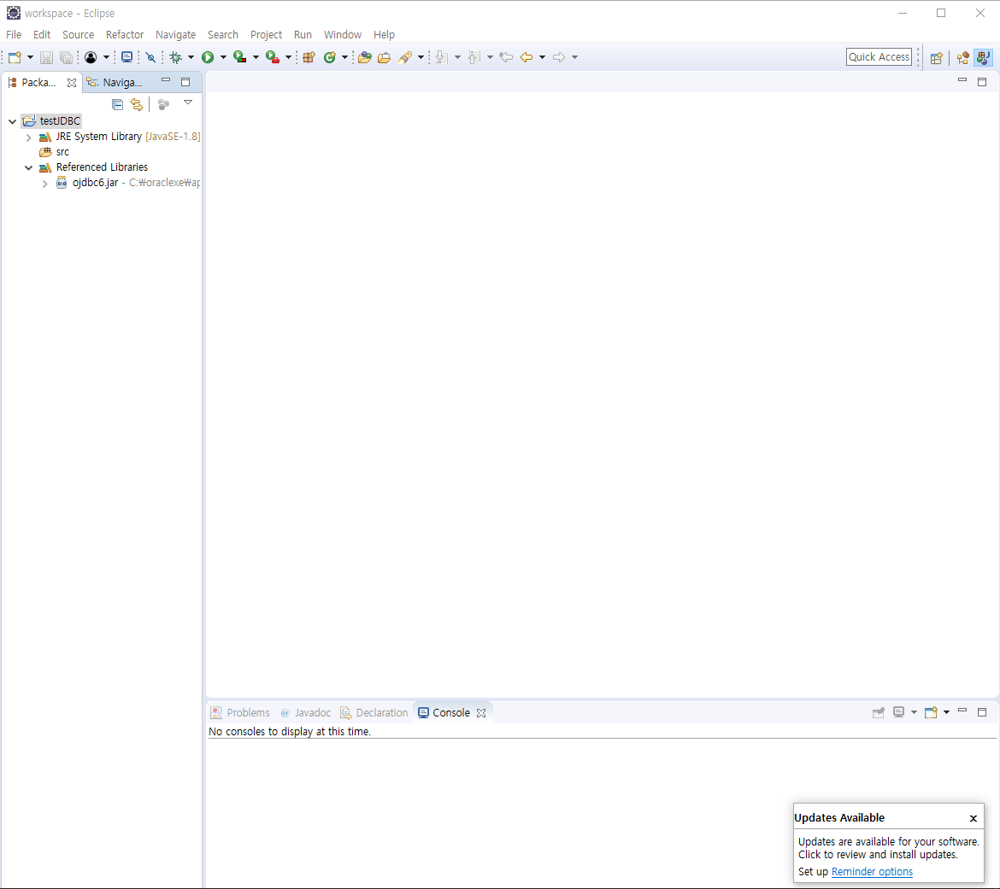 workspace - Eclipse
File Edit Source Refactor Navigate Search Project Run Window Help
Quick Access
Packa... Naviga...
testJDBC
JRE System Library [JavaSE-1.8]
src
Referenced Libraries
ojdbc6.jar - C:₩oraclexe₩ap
Problems @ Javadoc Declaration Console
No consoles to display at this time.
Updates Available x
Updates are available for your software.
Click to review and install updates.
Set up Reminder options